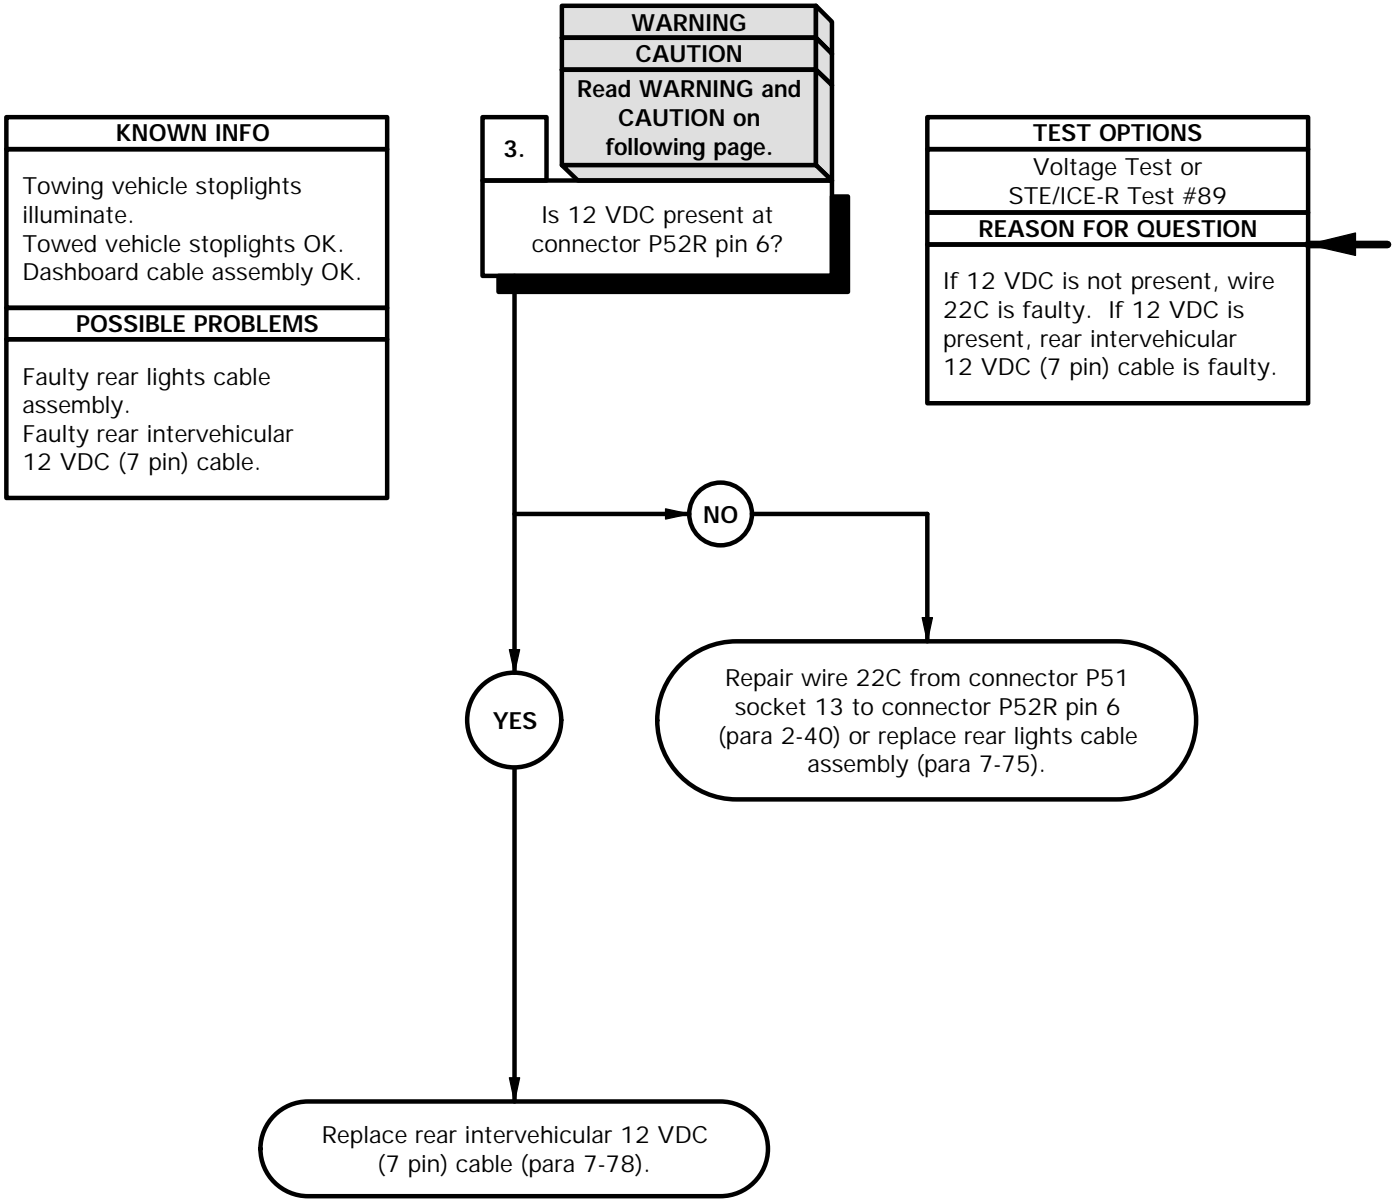 WARNING
CAUTION
Read WARNING and
CAUTION on
following page.
KNOWN INFO
Towing vehicle stoplights
illuminate.
Towed vehicle stoplights OK.
Dashboard cable assembly OK.
POSSIBLE PROBLEMS
Faulty rear lights cable
assembly.
Faulty rear intervehicular
12 VDC (7 pin) cable.
3.
Is 12 VDC present at
connector P52R pin 6?
TEST OPTIONS
Voltage Test or
STE/ICE-R Test #89
REASON FOR QUESTION
If 12 VDC is not present, wire
22C is faulty.  If 12 VDC is
present, rear intervehicular
12 VDC (7 pin) cable is faulty.
NO
YES
Repair wire 22C from connector P51
socket 13 to connector P52R pin 6
(para 2-40) or replace rear lights cable
assembly (para 7-75).
Replace rear intervehicular 12 VDC
(7 pin) cable (para 7-78).